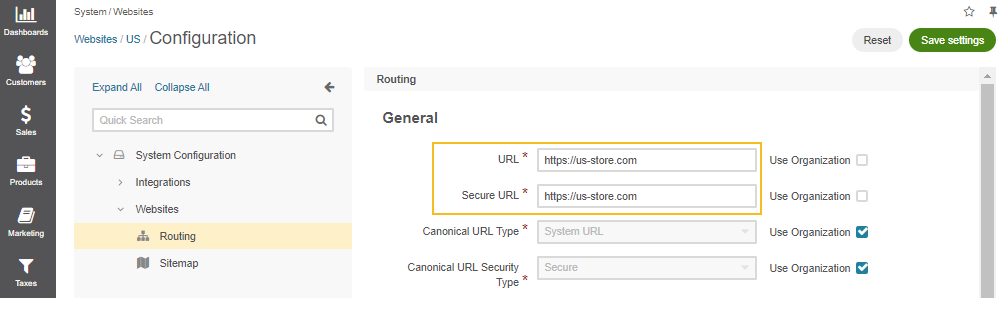 System / Websites
Websites / US / Configuration
Reset
Save settings
Dashboards
Customers
Sales
Products
Marketing
Taxes
Expand All
Collapse All
Quick Search
System Configuration
Integrations
Websites
Routing
Sitemap
Routing
General
URL *
https://us-store.com
Use Organization
Secure URL *
https://us-store.com
Use Organization
Canonical URL Type *
System URL
Use Organization
Canonical URL Security
Type *
Secure
Use Organization